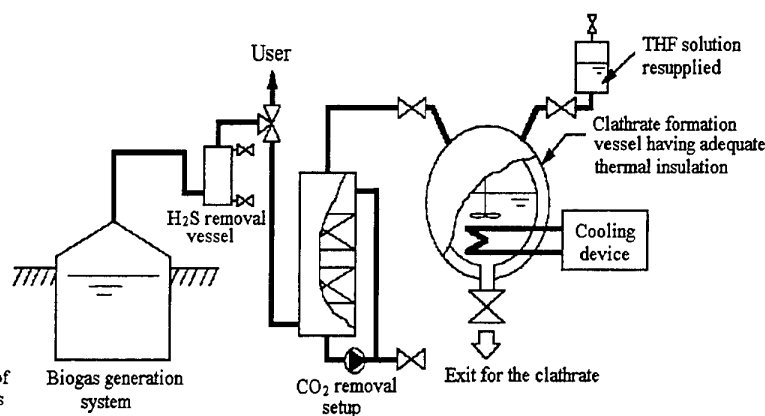 User
THF solution
resupplied
Clathrate formation
vessel having adequate
thermal insulation
H2S removal
vessel
Cooling
device
of
s
Biogas generation
system
CO2 removal
setup
Exit for the clathrate